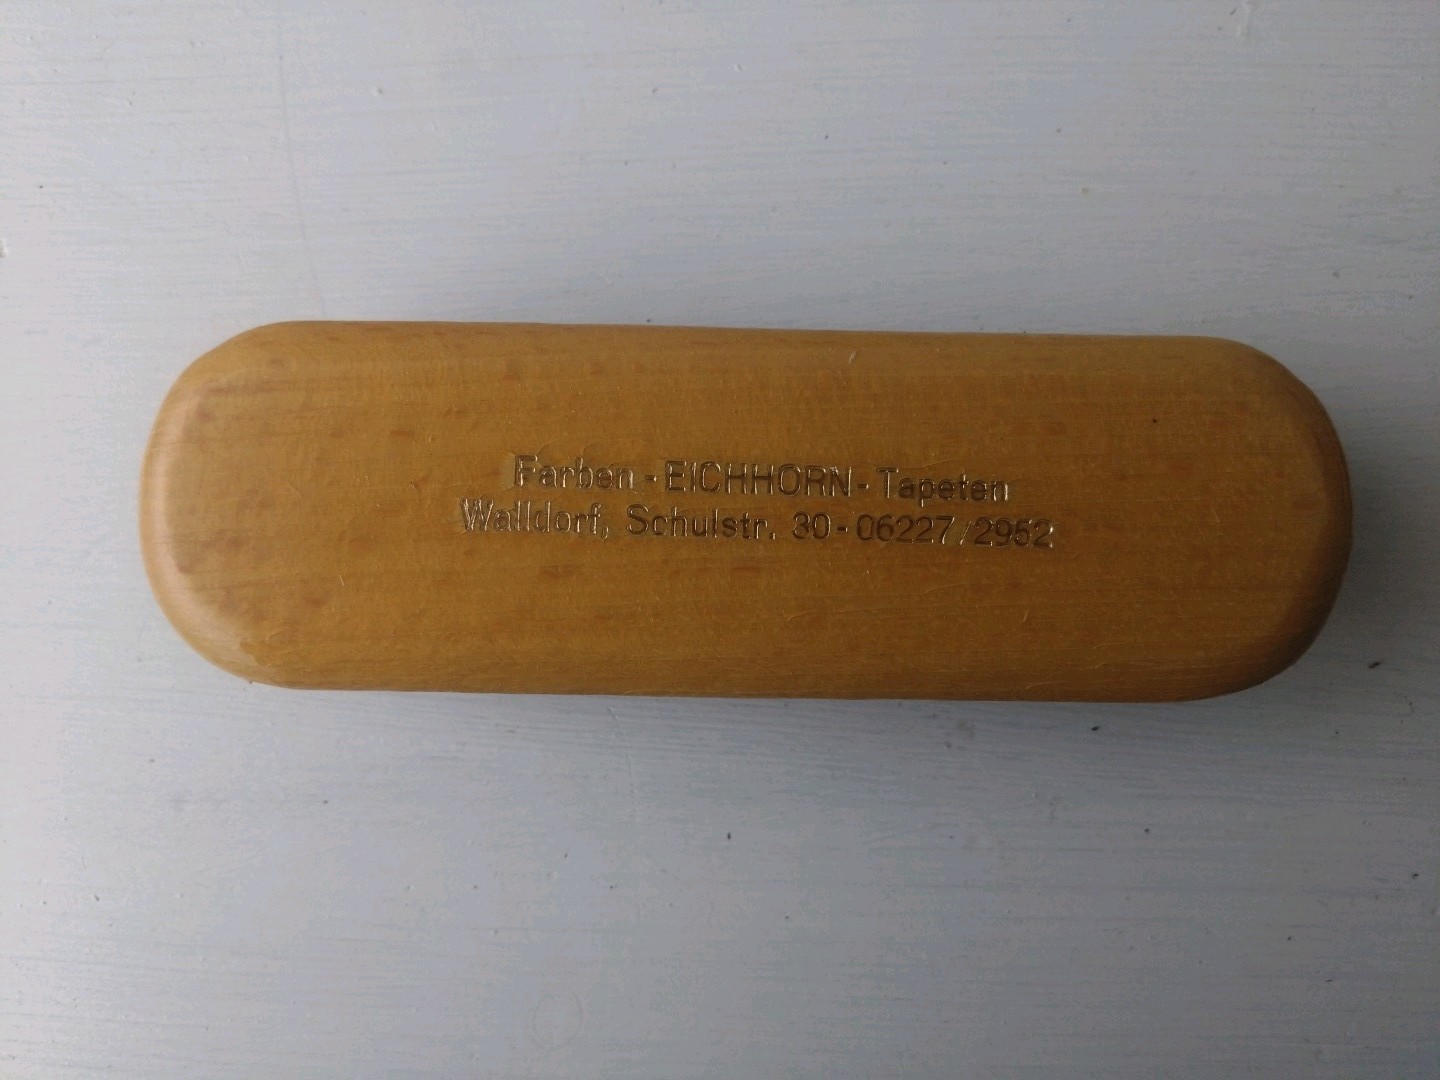 Farben - EICHHORN - Tapeten
Walldorf, Schulstr. 30 - 06227/2952